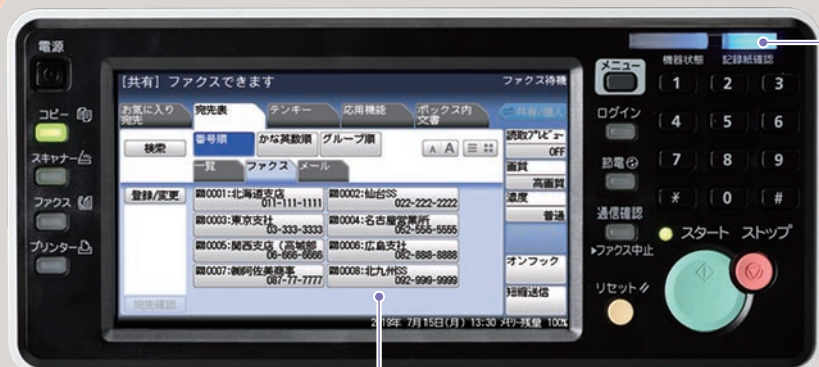 電源
コピー
スキャナー
ファクス
プリンター
[共有] ファクスできます
ファクス待機
お気に入り
宛先
宛先表
テンキー
応用機能
ボックス内
文書
共有/個人
検索
番号順
かな英数順
グループ順
A A
一覧
ファクス
メール
登録/変更
0001:北海道支店
011-111-1111
0002:仙台SS
022-222-2222
0003:東京支社
03-333-3333
0004:名古屋営業所
052-555-5555
0005:関西支店（高城部
06-666-6666
0006:広島支社
082-888-8888
0007:㈱阿佐美商事
087-77-7777
0008:北九州SS
092-999-9999
宛先確認
読取プレビュー
OFF
画質
高画質
濃度
普通
オンフック
短縮送信
2019年 7月15日(月) 13:30 メモリー残量 100%
機器状態
記録紙確認
メニュー
ログイン
節電
通信確認
▶ファクス中止
リセット
1 2 3
4 5 6
7 8 9
* 0 #
スタート
ストップ